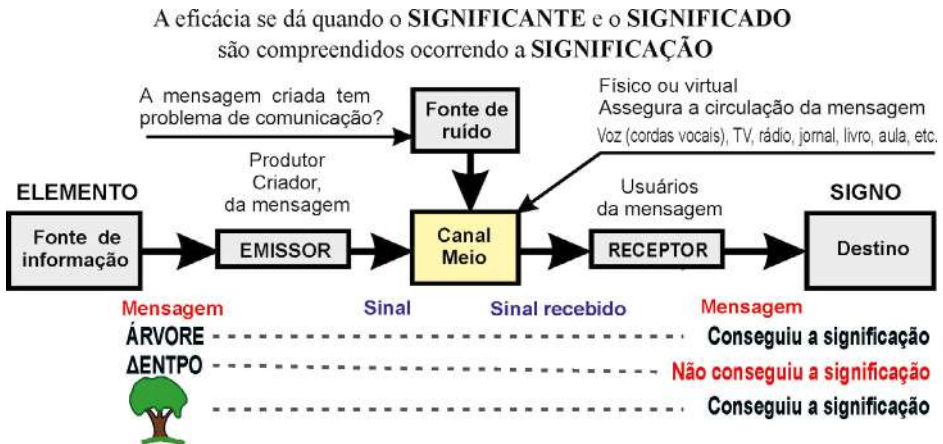 A eficácia se dá quando o SIGNIFICANTE e o SIGNIFICADO
são compreendidos ocorrendo a SIGNIFICAÇÃO
A mensagem criada tem
problema de comunicação?
Fonte de
ruído
Físico ou virtual
Assegura a circulação da mensagem
Voz (cordas vocais), TV, rádio, jornal, livro, aula, etc.
ELEMENTO
Fonte de
informação
Produtor
Criador,
da mensagem
EMISSOR
Canal
Meio
Usuários
da mensagem
RECEPTOR
SIGNO
Destino
Mensagem
Sinal
Sinal recebido
Mensagem
ÁRVORE
Conseguiu a significação
ΔΕΝΤΡΟ
Não conseguiu a significação
Conseguiu a significação